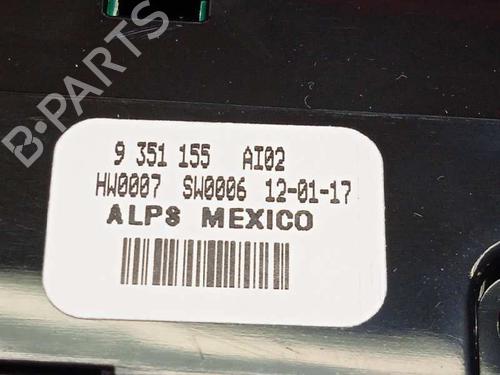 B-PARTS
9 351 155 AI02
HW0007 SW0006 12-01-17
ALPS MEXICO